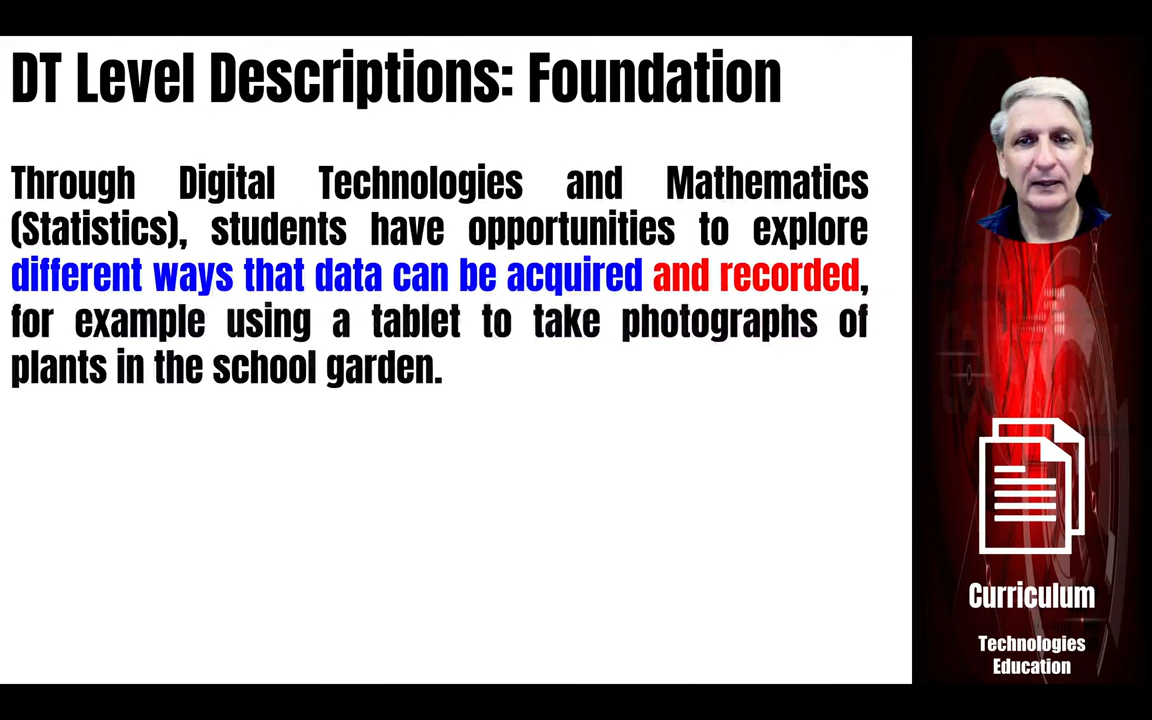 DT Level Descriptions: Foundation
Through Digital Technologies and Mathematics
(Statistics), students have opportunities to explore
different ways that data can be acquired and recorded,
for example using a tablet to take photographs of
plants in the school garden.
Curriculum
Technologies
Education